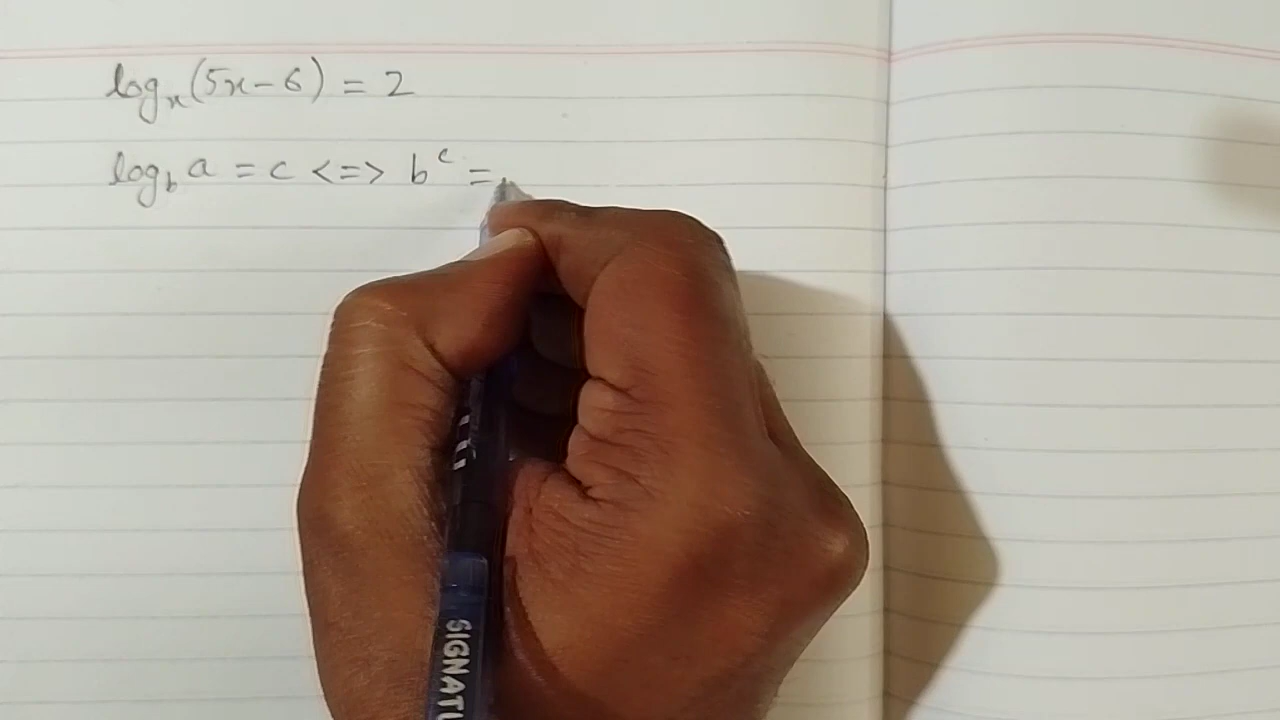 logₓ(5x-6) = 2
log_b a = c <=> b^c =
SIGNATU